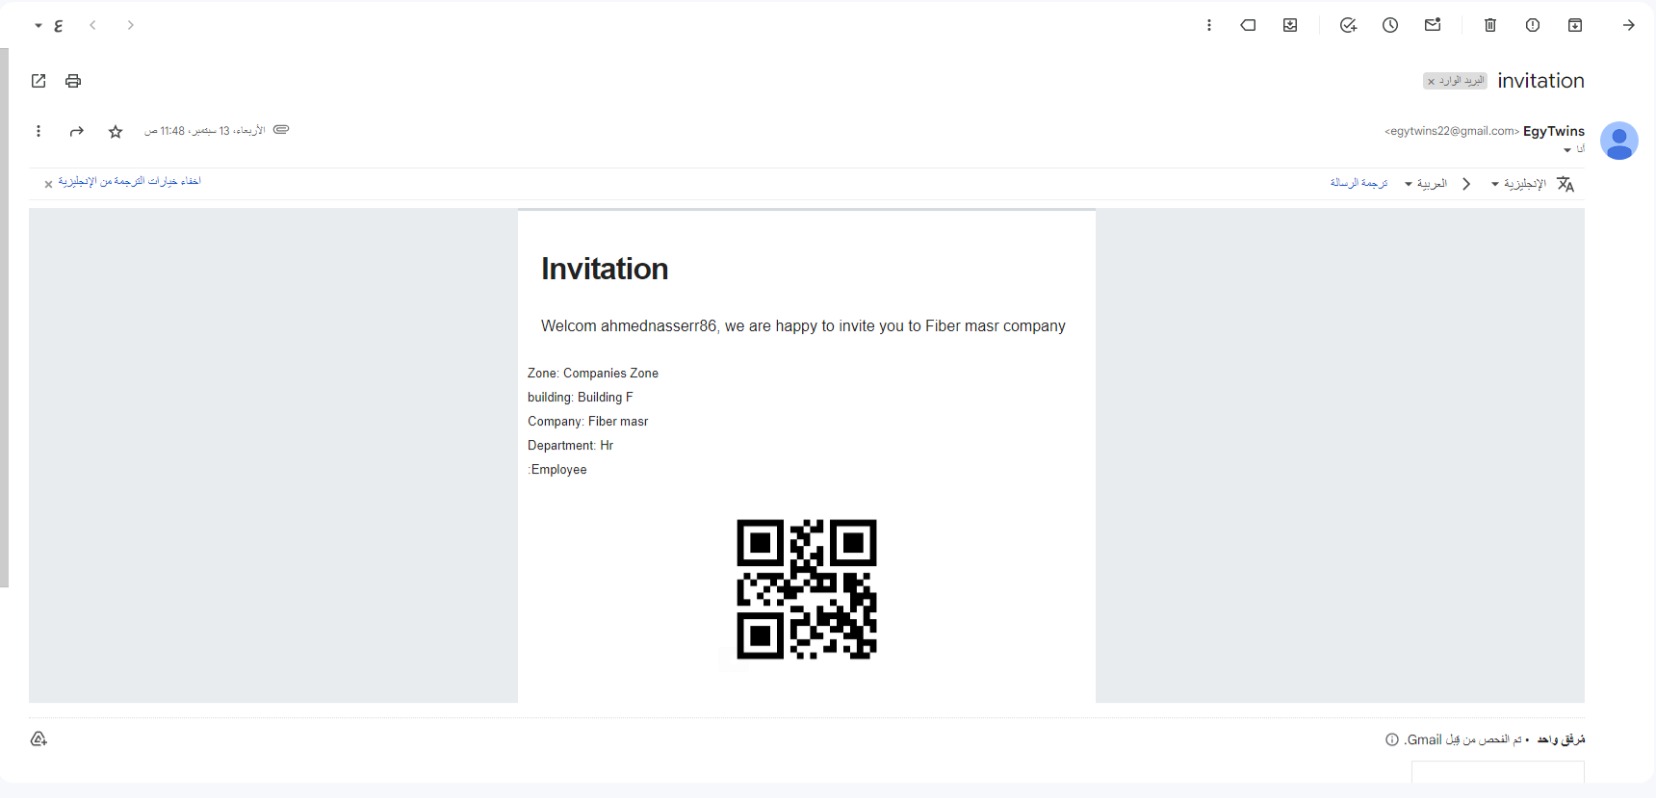 ع
invitation
البريد الوارد ×
EgyTwins <egytwins22@gmail.com>
الأربعاء، 13 سبتمبر، 11:48 ص
أنا
الإنجليزية
العربية
ترجمة الرسالة
اخفاء خيارات الترجمة من الإنجليزية ×
Invitation
Welcom ahmednasserr86, we are happy to invite you to Fiber masr company
Zone: Companies Zone
building: Building F
Company: Fiber masr
Department: Hr
:Employee
مُرفق واحد • تم الفحص من قِبل Gmail.